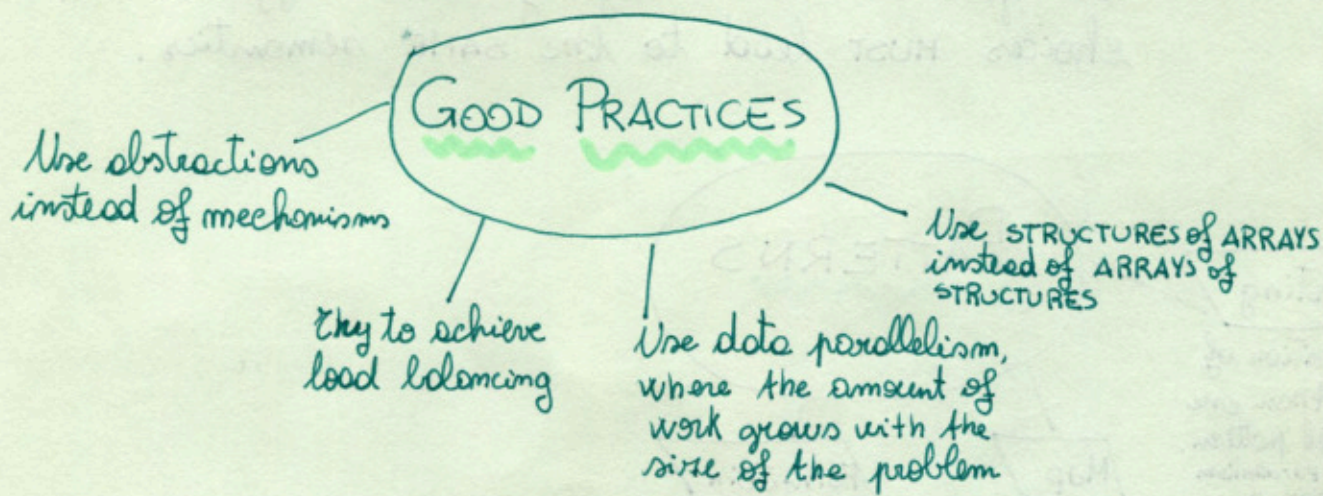 GOOD PRACTICES
Use abstractions
instead of mechanisms
Try to achieve
load balancing
Use data parallelism,
where the amount of
work grows with the
size of the problem
Use STRUCTURES of ARRAYS
instead of ARRAYS of
STRUCTURES